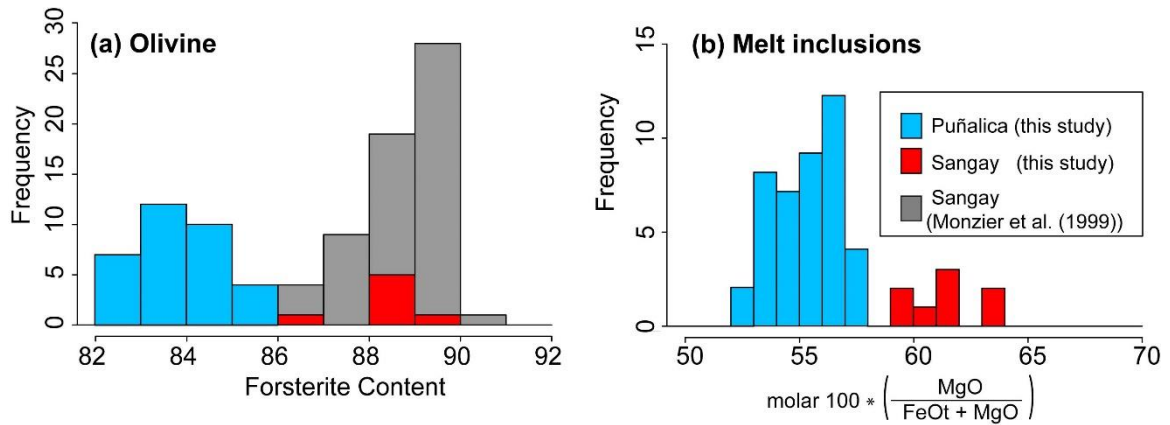 (a) Olivine
Frequency
30
25
20
15
10
5
0
82
84
86
88
90
92
Forsterite Content
(b) Melt inclusions
Frequency
15
10
5
0
Puñalica (this study)
Sangay (this study)
Sangay
(Monzier et al. (1999))
50
55
60
65
70
molar 100 * ( MgO
FeOt + MgO )